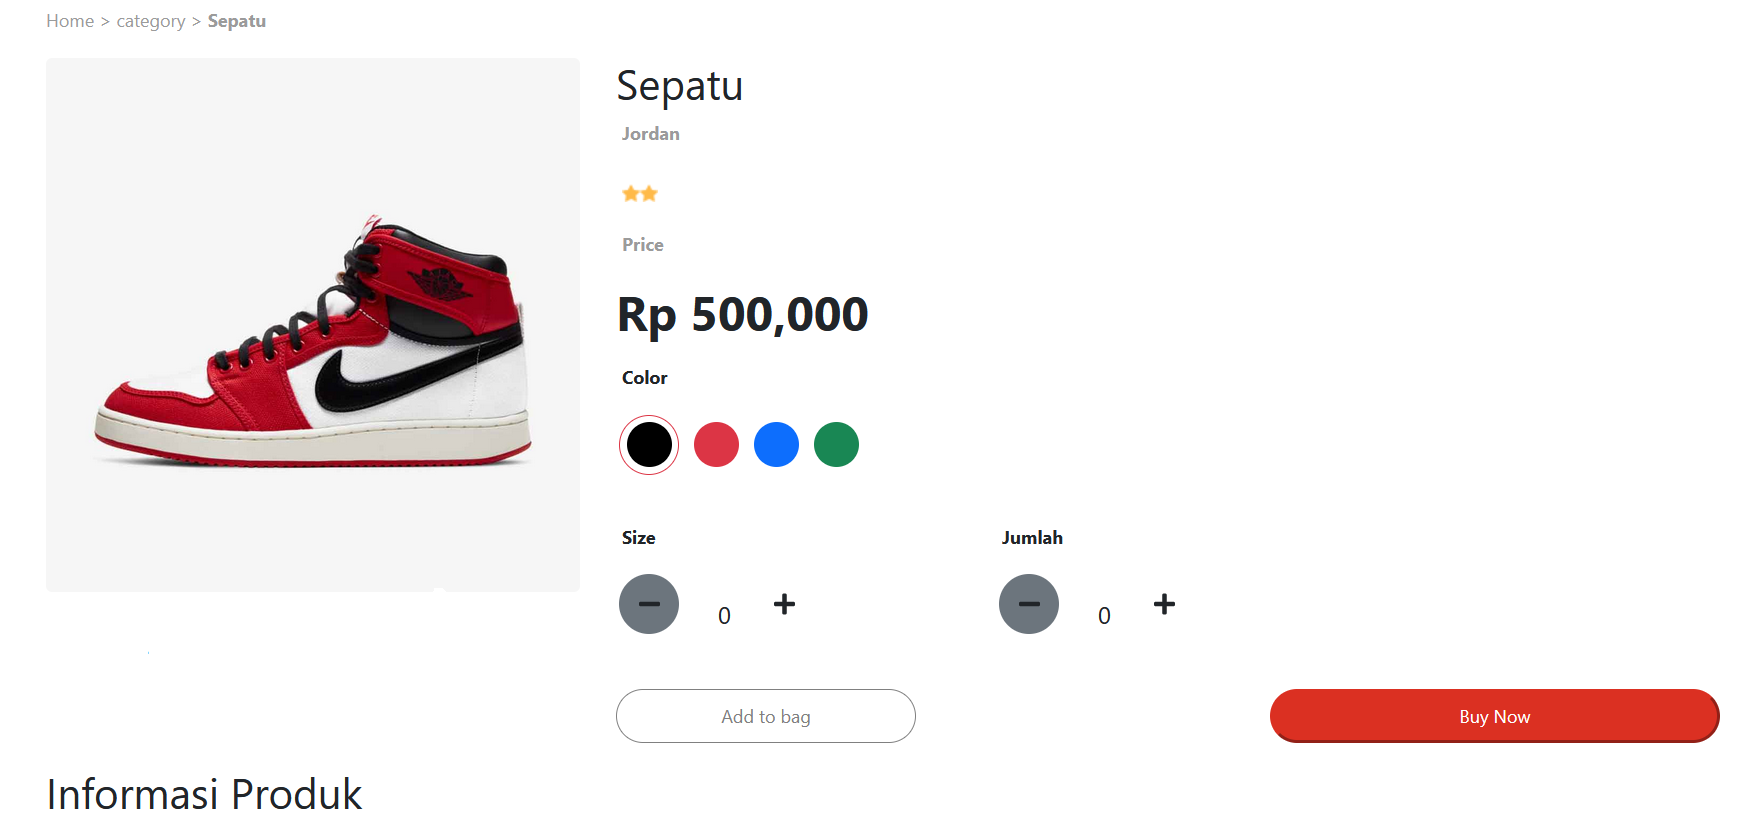 Home > category > Sepatu
Sepatu
Jordan
Price
Rp 500,000
Color
Size
Jumlah
0
0
Add to bag
Buy Now
Informasi Produk